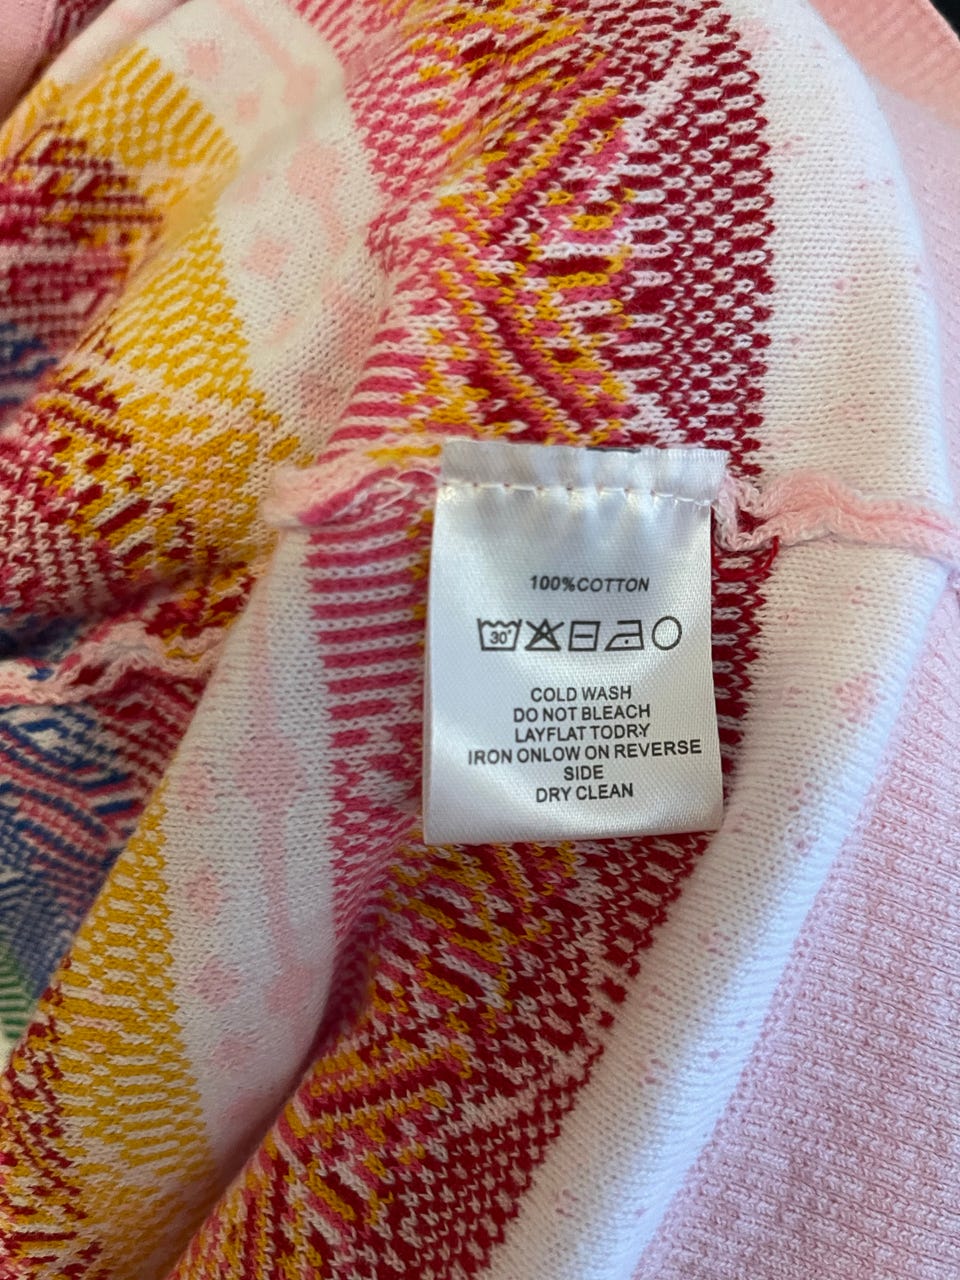 100%COTTON
30°
COLD WASH
DO NOT BLEACH
LAYFLAT TODRY
IRON ONLOW ON REVERSE
SIDE
DRY CLEAN